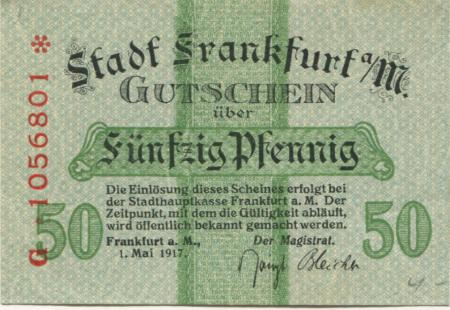 Stadt Frankfurt a/M.
GUTSCHEIN
über
Fünfzig Pfennig
Die Einlösung dieses Scheines erfolgt bei
der Stadthauptkasse Frankfurt a. M. Der
Zeitpunkt, mit dem die Gültigkeit abläuft,
wird öffentlich bekannt gemacht werden.
Frankfurt a. M., Der Magistrat.
1. Mai 1917.
50
50
G * 1056801 *